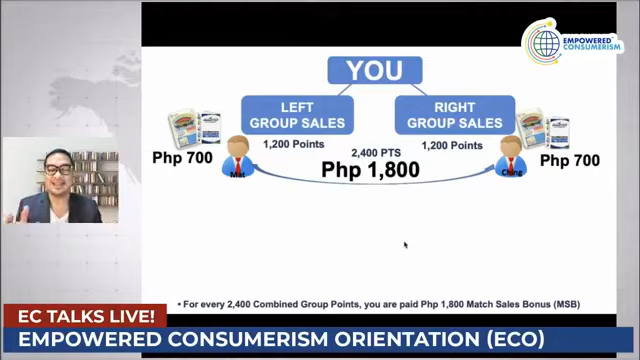 EMPOWERED
CONSUMERISM
YOU
LEFT
GROUP SALES
RIGHT
GROUP SALES
1,200 Points
2,400 PTS
1,200 Points
Php 700
Mat
Php 1,800
Ching
Php 700
• For every 2,400 Combined Group Points, you are paid Php 1,800 Match Sales Bonus (MSB)
EC TALKS LIVE!
EMPOWERED CONSUMERISM ORIENTATION (ECO)